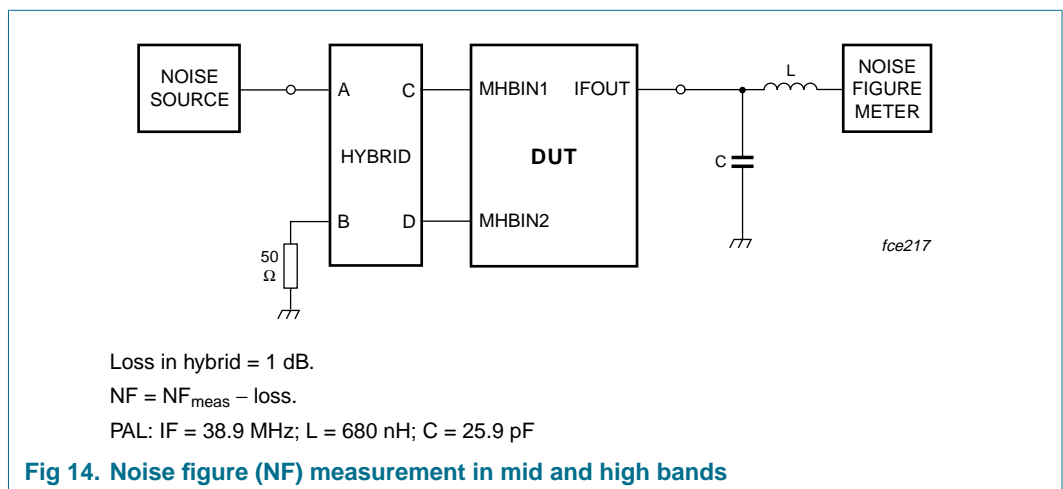 NOISE
SOURCE
A
C
HYBRID
B
D
50
Ω
MHBIN1
IFOUT
DUT
MHBIN2
L
C
NOISE
FIGURE
METER
fce217
Loss in hybrid = 1 dB.
NF = NFmeas − loss.
PAL: IF = 38.9 MHz; L = 680 nH; C = 25.9 pF
Fig 14. Noise figure (NF) measurement in mid and high bands